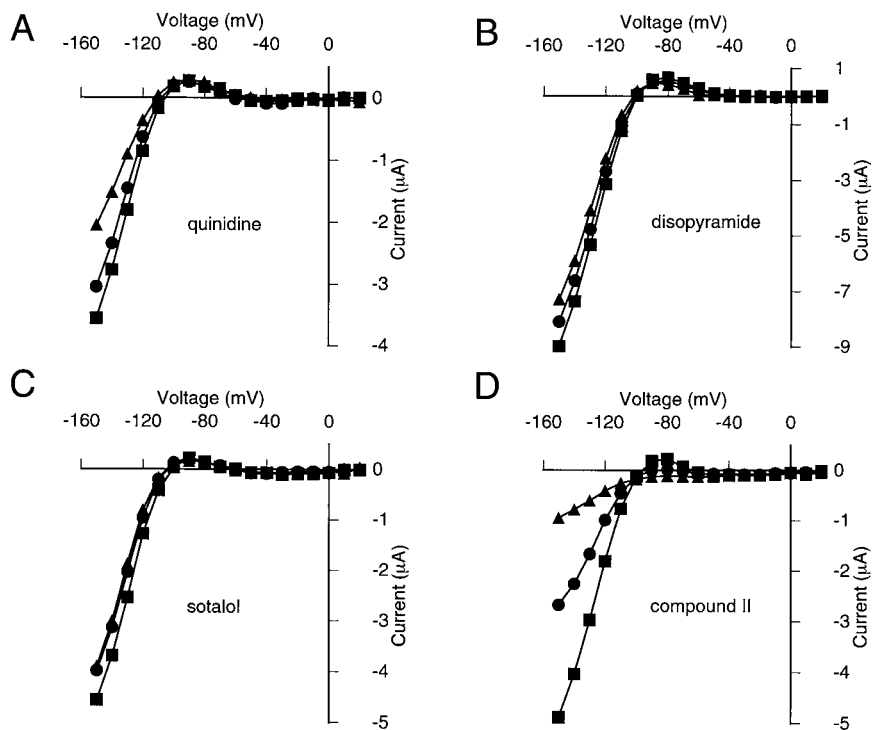 A
Voltage (mV)
-160 -120 -80 -40 0
0
-1
-2
-3
-4
Current (μA)
quinidine
B
Voltage (mV)
-160 -120 -80 -40 0
1
-1
-3
-5
-7
-9
Current (μA)
disopyramide
C
Voltage (mV)
-160 -120 -80 -40 0
0
-1
-2
-3
-4
-5
Current (μA)
sotalol
D
Voltage (mV)
-160 -120 -80 -40 0
0
-1
-2
-3
-4
-5
Current (μA)
compound II